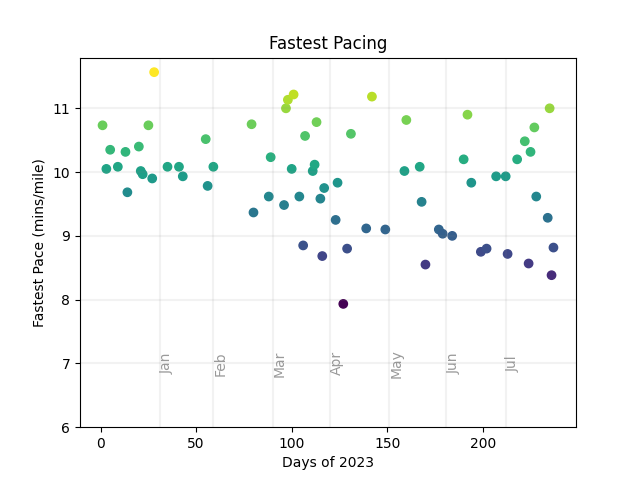 Fastest Pacing
Fastest Pace (mins/mile)
11
10
9
8
7
6
Jan
Feb
Mar
Apr
May
Jun
Jul
0
50
100
150
200
Days of 2023